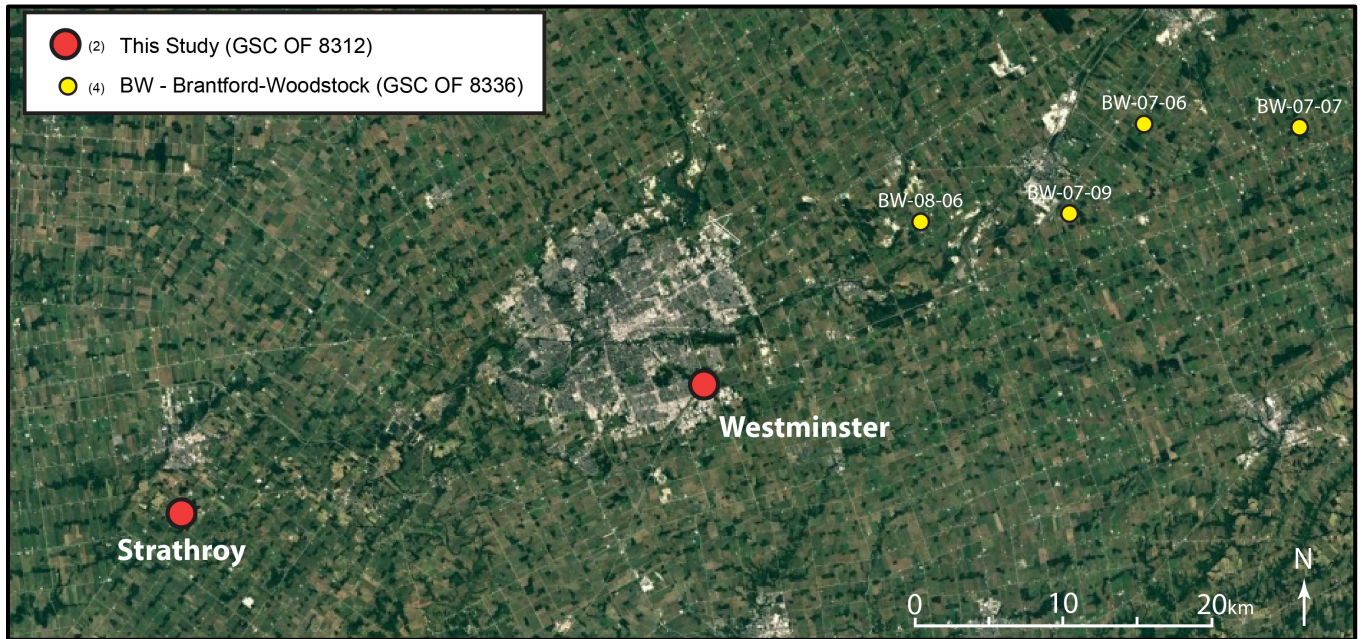 (2) This Study (GSC OF 8312)
(4) BW - Brantford-Woodstock (GSC OF 8336)
BW-07-06
BW-07-07
BW-08-06
BW-07-09
Westminster
Strathroy
N
0 10 20km